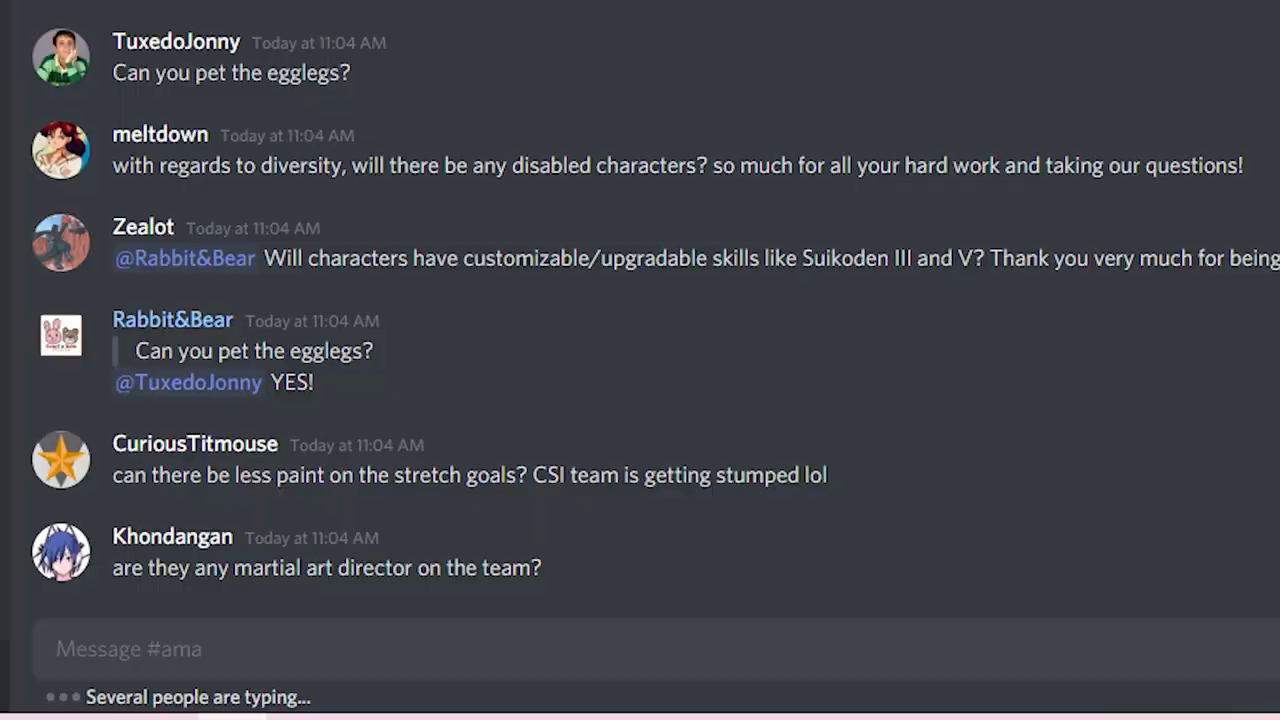 TuxedoJonny Today at 11:04 AM
Can you pet the egglegs?
meltdown Today at 11:04 AM
with regards to diversity, will there be any disabled characters? so much for all your hard work and taking our questions!
Zealot Today at 11:04 AM
@Rabbit&Bear Will characters have customizable/upgradable skills like Suikoden III and V? Thank you very much for being
Rabbit&Bear Today at 11:04 AM
Can you pet the egglegs?
@TuxedoJonny YES!
CuriousTitmouse Today at 11:04 AM
can there be less paint on the stretch goals? CSI team is getting stumped lol
Khondangan Today at 11:04 AM
are they any martial art director on the team?
Message #ama
Several people are typing...